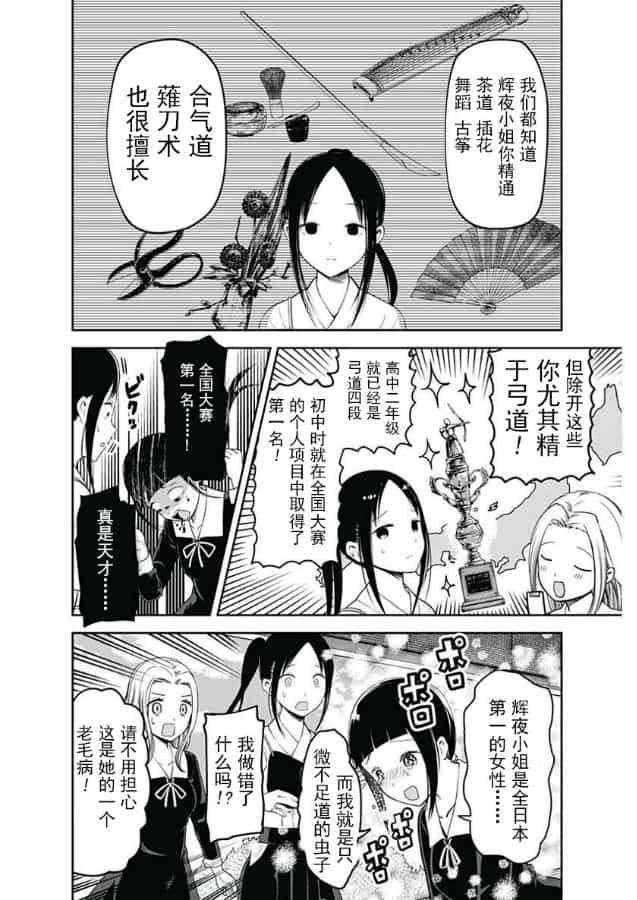 我们都知道
辉夜小姐你精通
茶道 插花
舞蹈 古筝
合气道
薙刀术
也很擅长
但除开这些
你尤其精
于弓道！
高中二年级
就已经是
弓道四段
初中时就在全国大赛
的个人项目中取得了
第一名！
ビクッ
全国大赛
第一名……！
真是天才……
辉夜小姐是全日本
第一的女性……
ポロ
ポロ
而我就是只
微不足道的虫子
我做错了
什么吗！？
请不用担心
这是她的一个
老毛病！